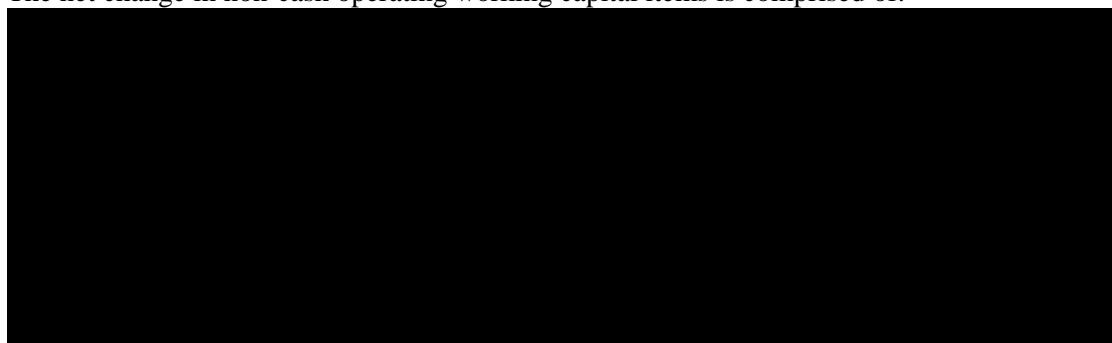 The net change in non-cash operating working capital items is comprised of: